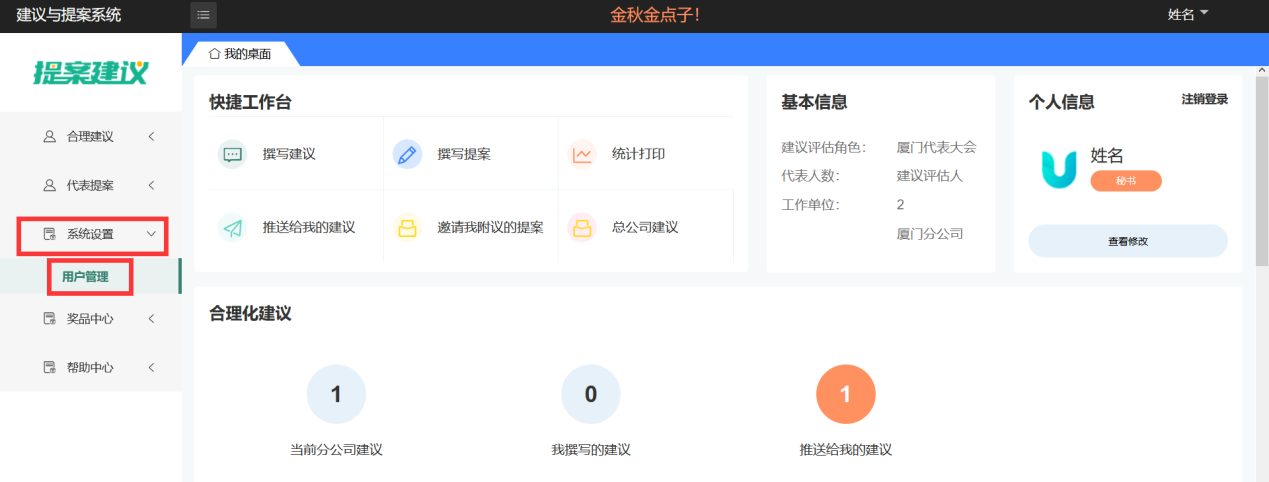 建议与提案系统
金秋金点子！
姓名
提案建议
我的桌面
合理建议
代表提案
系统设置
用户管理
奖品中心
帮助中心
快捷工作台
撰写建议
撰写提案
统计打印
推送给我的建议
邀请我附议的提案
总公司建议
基本信息
建议评估角色：
厦门代表大会
代表人数：
建议评估人
工作单位：
2
厦门分公司
个人信息
注销登录
姓名
秘书
查看修改
合理化建议
1
0
1
当前分公司建议
我撰写的建议
推送给我的建议